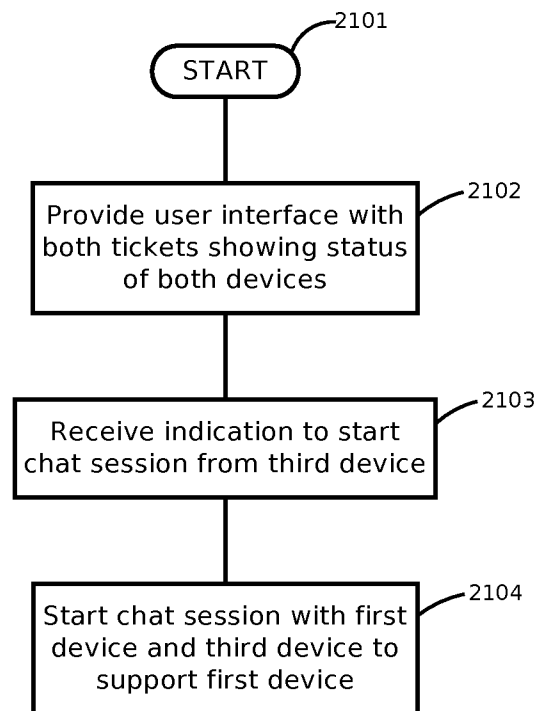 2101
START
2102
Provide user interface with
both tickets showing status
of both devices
2103
Receive indication to start
chat session from third device
2104
Start chat session with first
device and third device to
support first device